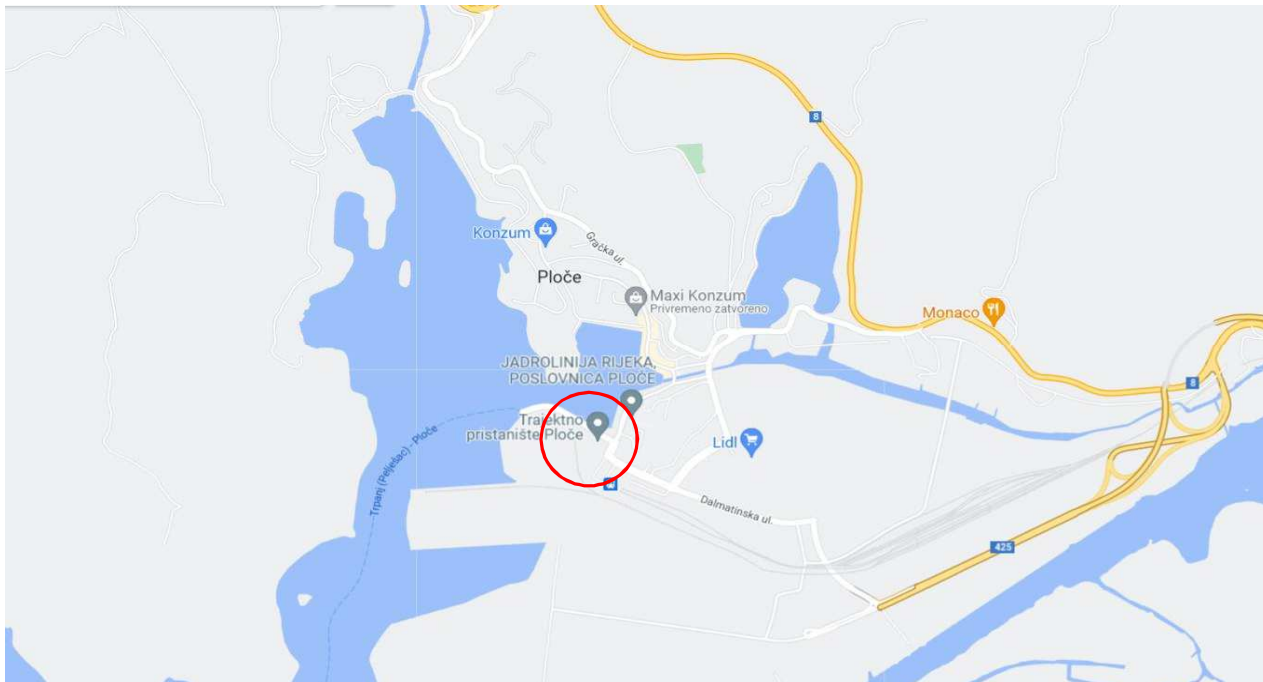 8
Konzum
Gračka ul.
Ploče
Maxi Konzum
Privremeno zatvoreno
Monaco
JADROLINIJA RIJEKA,
POSLOVNICA PLOČE
8
Trajektno
pristanište Ploče
Lidl
Trpanj (Pelješac) - Ploče
Dalmatinska ul.
425